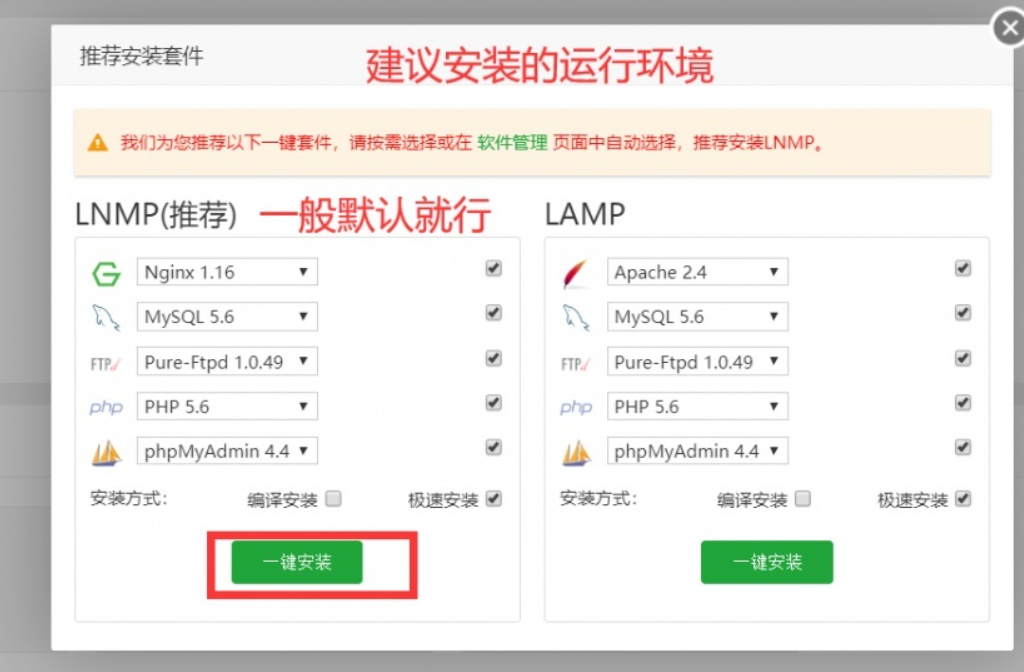 推荐安装套件
建议安装的运行环境
我们为您推荐以下一键套件，请按需选择或在 软件管理 页面中自动选择，推荐安装LNMP。
LNMP(推荐)
一般默认就行
Nginx 1.16
MySQL 5.6
FTP Pure-Ftpd 1.0.49
php PHP 5.6
phpMyAdmin 4.4
安装方式： 编译安装 极速安装
一键安装
LAMP
Apache 2.4
MySQL 5.6
FTP Pure-Ftpd 1.0.49
php PHP 5.6
phpMyAdmin 4.4
安装方式： 编译安装 极速安装
一键安装